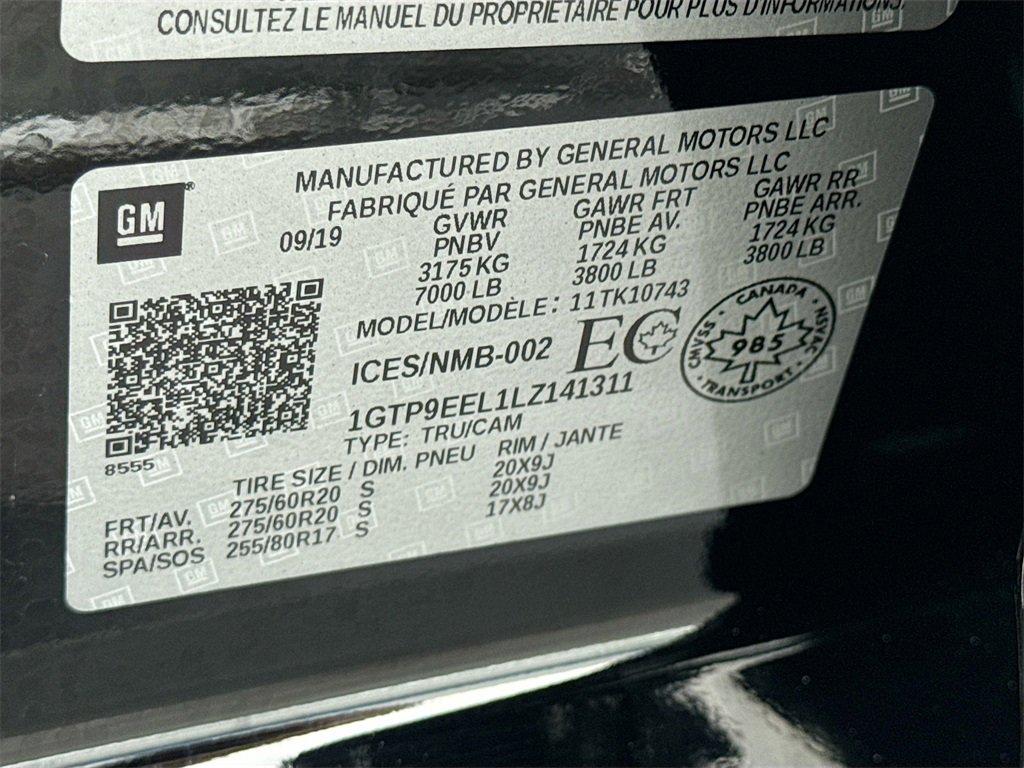 CONSULTEZ LE MANUEL DU PROPRIÉTAIRE POUR PLUS D'INFORMATIONS.
GM®
MANUFACTURED BY GENERAL MOTORS LLC
FABRIQUÉ PAR GENERAL MOTORS LLC
09/19 GVWR GAWR FRT GAWR RR
PNBV PNBE AV. PNBE ARR.
3175 KG 1724 KG 1724 KG
7000 LB 3800 LB 3800 LB
MODEL/MODÈLE: 11TK10743
ICES/NMB-002 EC
CANADA
CMVSS 985 NSVAC
TRANSPORT
1GTP9EEL1LZ141311
TYPE: TRU/CAM
8555
TIRE SIZE / DIM. PNEU RIM / JANTE
FRT/AV. 275/60R20 S 20X9J
RR/ARR. 275/60R20 S 20X9J
SPA/SOS 255/80R17 S 17X8J